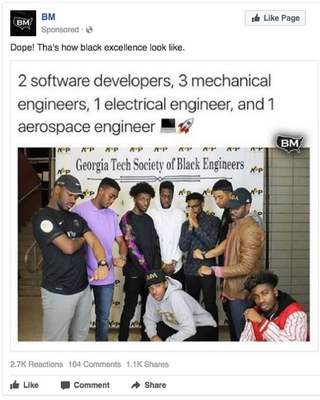 BM
BM
Like Page
Sponsored ·
Dope! Tha's how black excellence look like.
2 software developers, 3 mechanical
engineers, 1 electrical engineer, and 1
aerospace engineer
BM
Georgia Tech Society of Black Engineers
2.7K Reactions 104 Comments 1.1K Shares
Like Comment Share